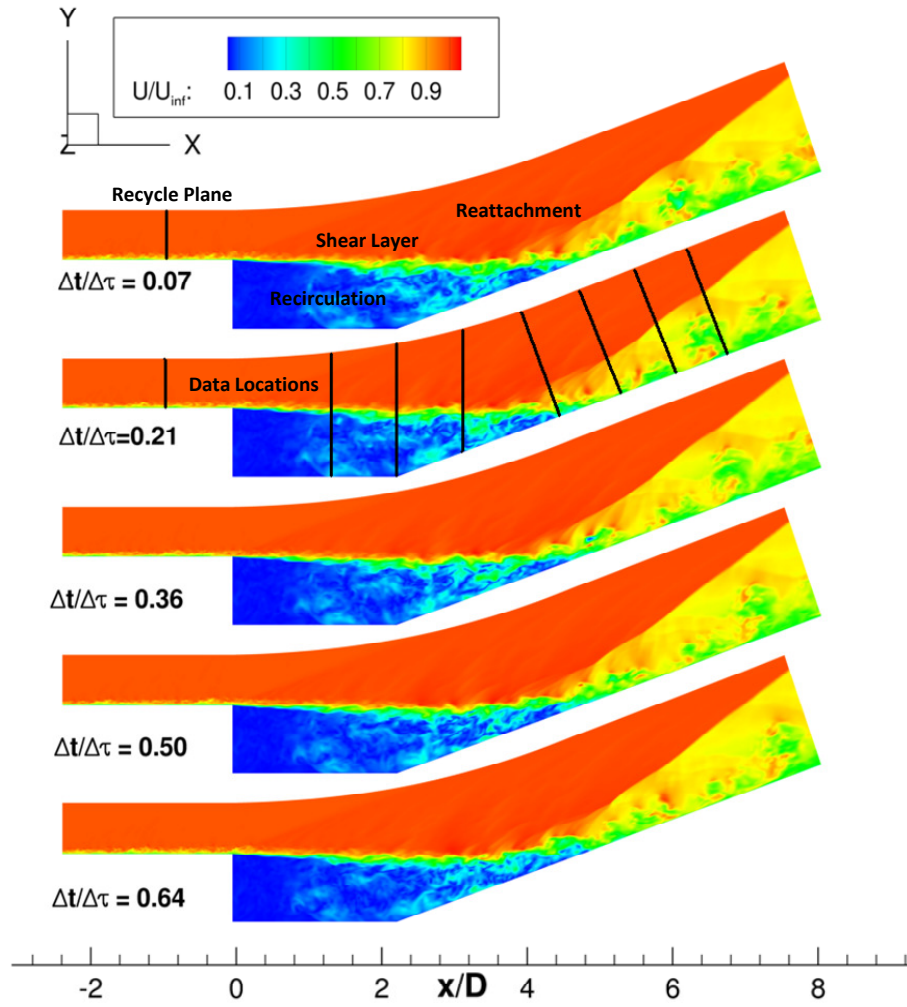 Y
U/Uinf: 0.1 0.3 0.5 0.7 0.9
Z X
Recycle Plane
Reattachment
Shear Layer
Δt/Δτ = 0.07
Recirculation
Data Locations
Δt/Δτ=0.21
Δt/Δτ = 0.36
Δt/Δτ = 0.50
Δt/Δτ = 0.64
-2 0 2 x/D 4 6 8